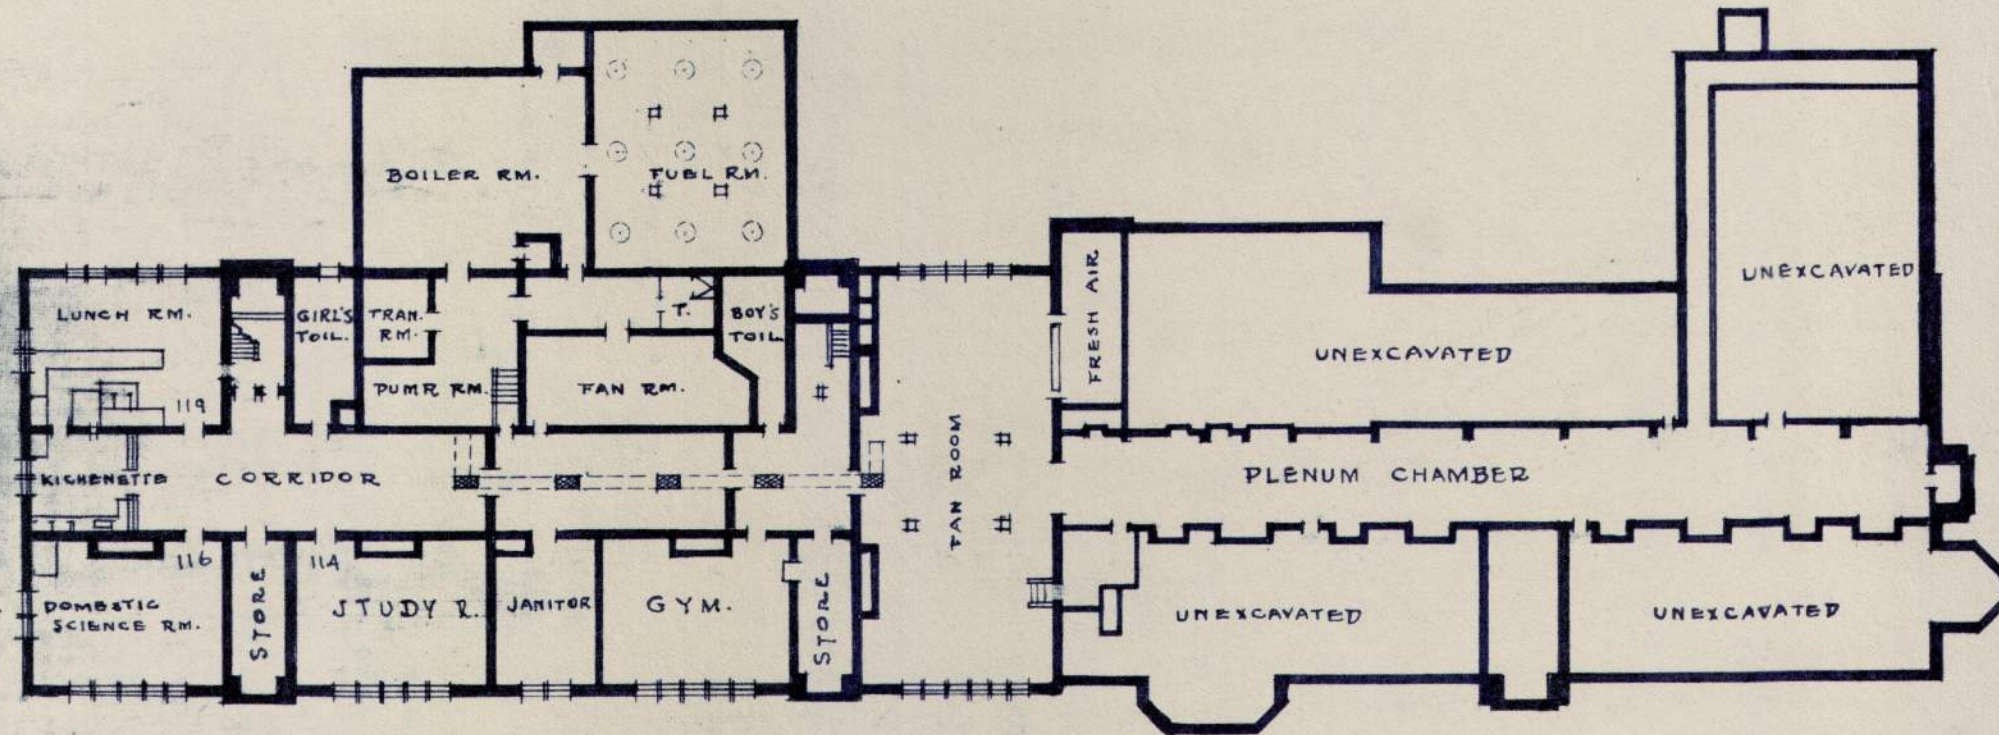 BOILER RM.
FUEL RM.
UNEXCAVATED
LUNCH RM.
119
GIRL'S
TOIL.
TRAN.
RM.
PUMP RM.
FAN RM.
T.
BOY'S
TOIL
FRESH AIR
UNEXCAVATED
KICHENETTE
CORRIDOR
FAN ROOM
PLENUM CHAMBER
116
DOMESTIC
SCIENCE RM.
STORE
114
STUDY R.
JANITOR
GYM.
STORE
UNEXCAVATED
UNEXCAVATED